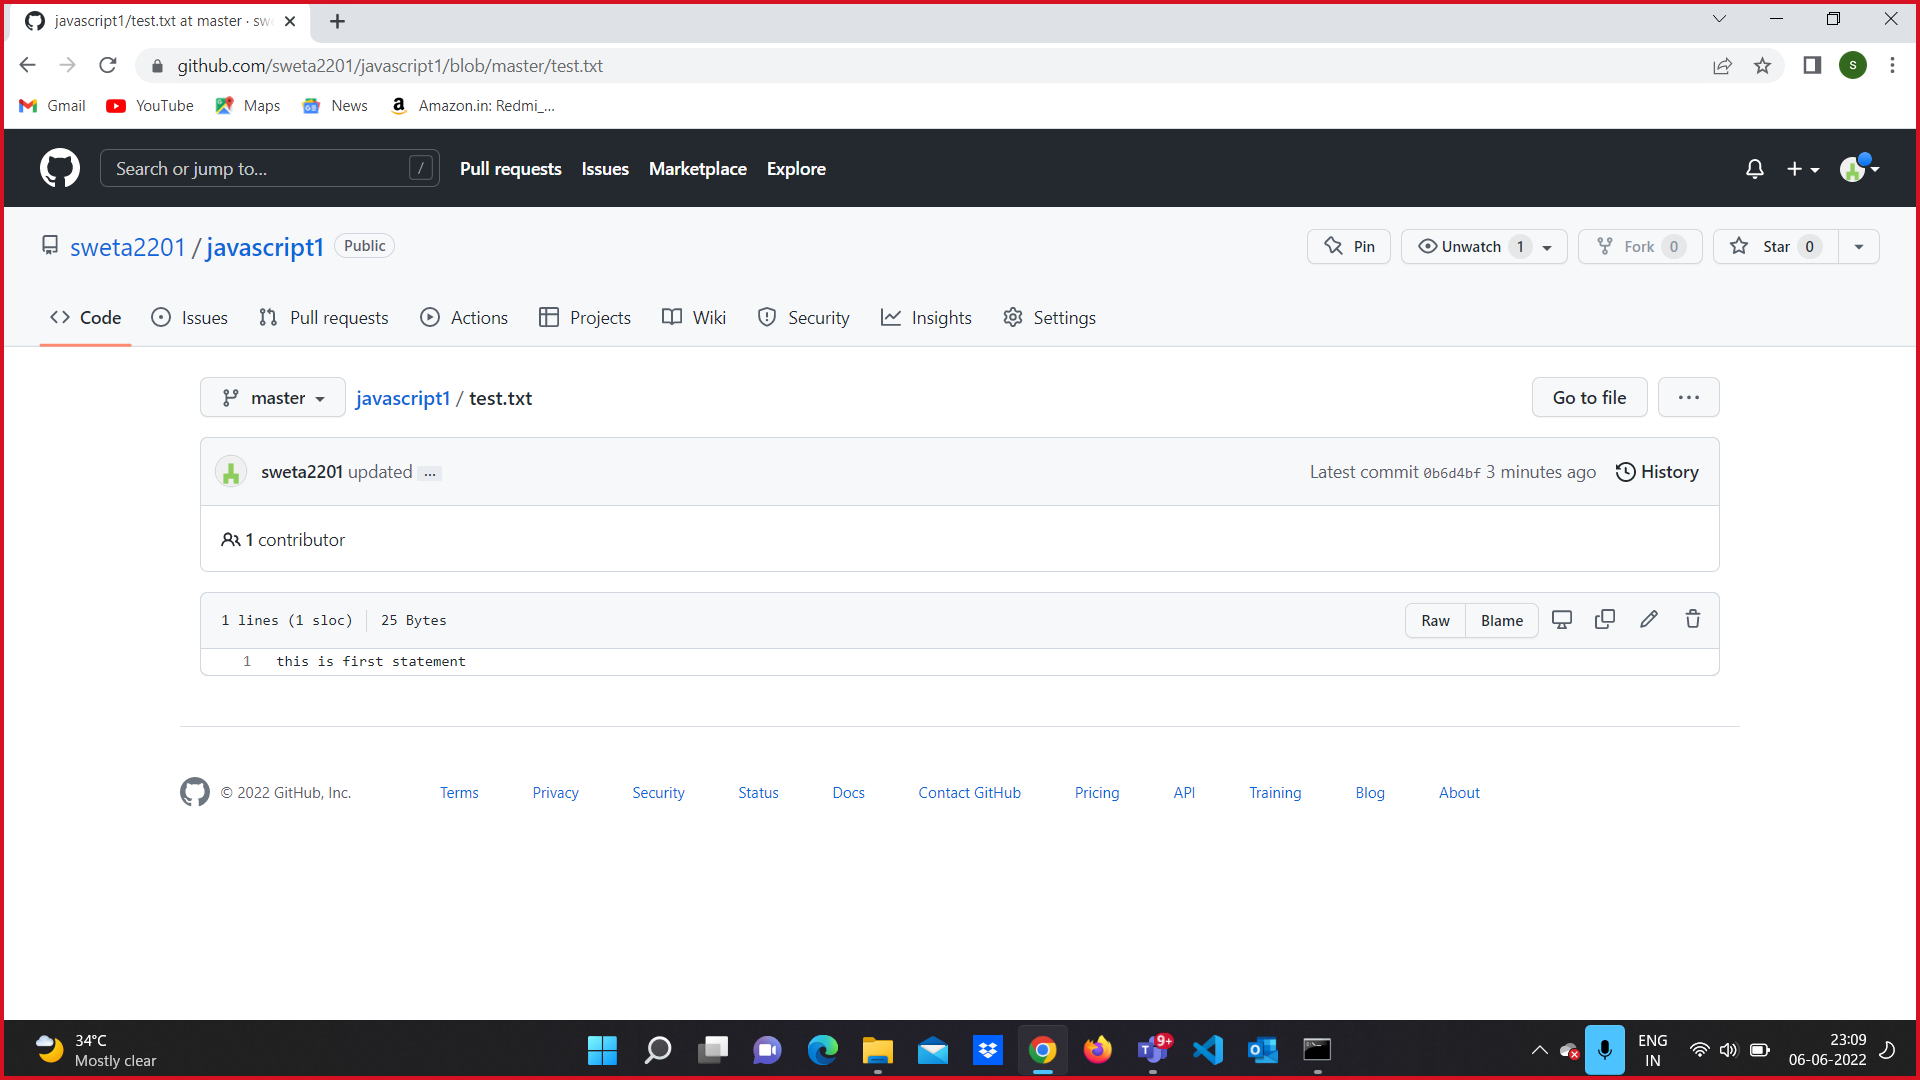 javascript1/test.txt at master · swe
github.com/sweta2201/javascript1/blob/master/test.txt
S
Gmail YouTube Maps News Amazon.in: Redmi_...
Search or jump to... / Pull requests Issues Marketplace Explore
sweta2201 / javascript1 Public Pin Unwatch 1 Fork 0 Star 0
Code Issues Pull requests Actions Projects Wiki Security Insights Settings
master javascript1 / test.txt Go to file ...
sweta2201 updated ... Latest commit 0b6d4bf 3 minutes ago History
1 contributor
1 lines (1 sloc) 25 Bytes Raw Blame
1 this is first statement
© 2022 GitHub, Inc. Terms Privacy Security Status Docs Contact GitHub Pricing API Training Blog About
34°C 9+ ENG 23:09
Mostly clear IN 06-06-2022